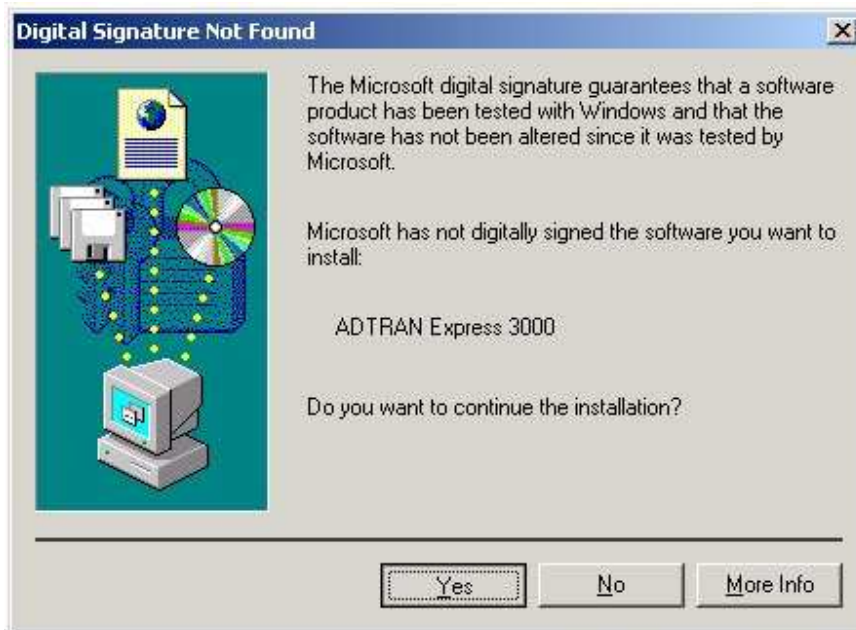 Digital Signature Not Found
The Microsoft digital signature guarantees that a software
product has been tested with Windows and that the
software has not been altered since it was tested by
Microsoft.
Microsoft has not digitally signed the software you want to
install:
ADTRAN Express 3000
Do you want to continue the installation?
Yes
No
More Info